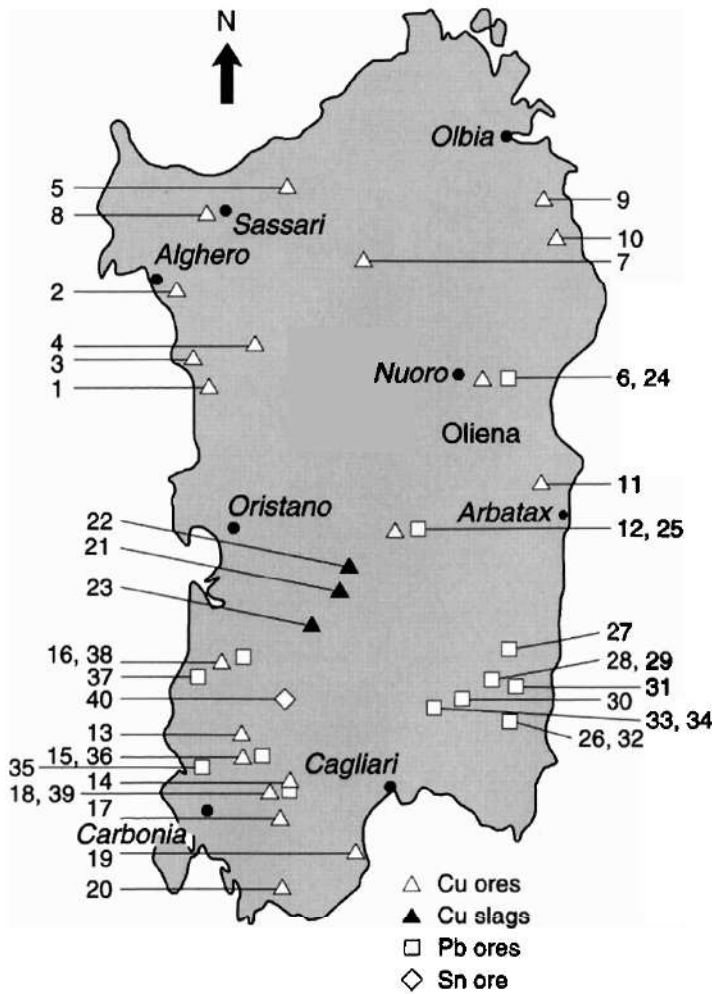 N
Olbia
5
8
Sassari
9
10
7
Alghero
2
4
3
1
Nuoro
6, 24
Oliena
11
Oristano
Arbatax
12, 25
22
21
23
27
16, 38
28, 29
37
31
40
30
33, 34
13
26, 32
15, 36
35
Cagliari
14
18, 39
17
Carbonia
19
20
Cu ores
Cu slags
Pb ores
Sn ore